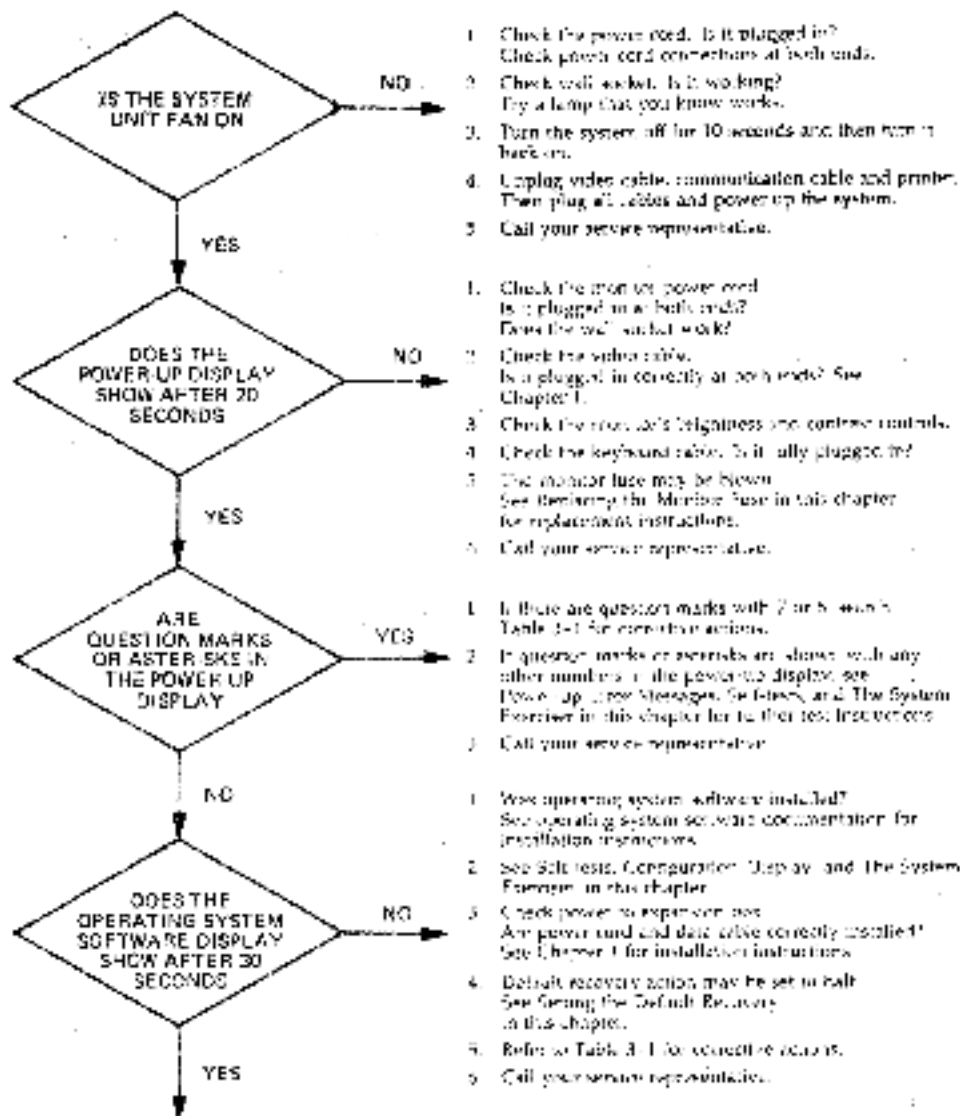 IS THE SYSTEM
UNIT FAN ON
NO
YES
1. Check the power cord. Is it plugged in?
Check power cord connections at both ends.
2. Check wall socket. Is it working?
Try a lamp that you know works.
3. Turn the system off for 10 seconds and then turn it
back on.
4. Unplug video cable, communication cable and printer.
Then plug all cables and power up the system.
5. Call your service representative.
DOES THE
POWER-UP DISPLAY
SHOW AFTER 20
SECONDS
NO
YES
1. Check the monitor power cord
Is it plugged in at both ends?
Does the wall socket work?
2. Check the video cable.
Is it plugged in correctly at both ends? See
Chapter 1.
3. Check the monitor's brightness and contrast controls.
4. Check the keyboard cable. Is it fully plugged in?
5. The monitor fuse may be blown
See Replacing the Monitor Fuse in this chapter
for replacement instructions.
6. Call your service representative.
ARE
QUESTION MARKS
OR ASTERISKS IN
THE POWER-UP
DISPLAY
YES
NO
1. If there are question marks with 7 or 6
Table 3-1 for corrective actions.
2. If question marks or asterisks are shown with any
other numbers in the power-up display, see
Power-up Error Messages, Self-tests, and The System
Exerciser in this chapter for further test instructions
3. Call your service representative
DOES THE
OPERATING SYSTEM
SOFTWARE DISPLAY
SHOW AFTER 30
SECONDS
NO
YES
1. Was operating system software installed?
See operating system software documentation for
installation instructions
2. See Self-tests, Configuration Display, and The System
Exerciser in this chapter
3. Check power to expansion box
Are power cord and data cable correctly installed?
See Chapter 1 for installation instructions
4. Default recovery action may be set to halt
See Setting the Default Recovery
in this chapter.
5. Refer to Table 3-1 for corrective actions.
6. Call your service representative.